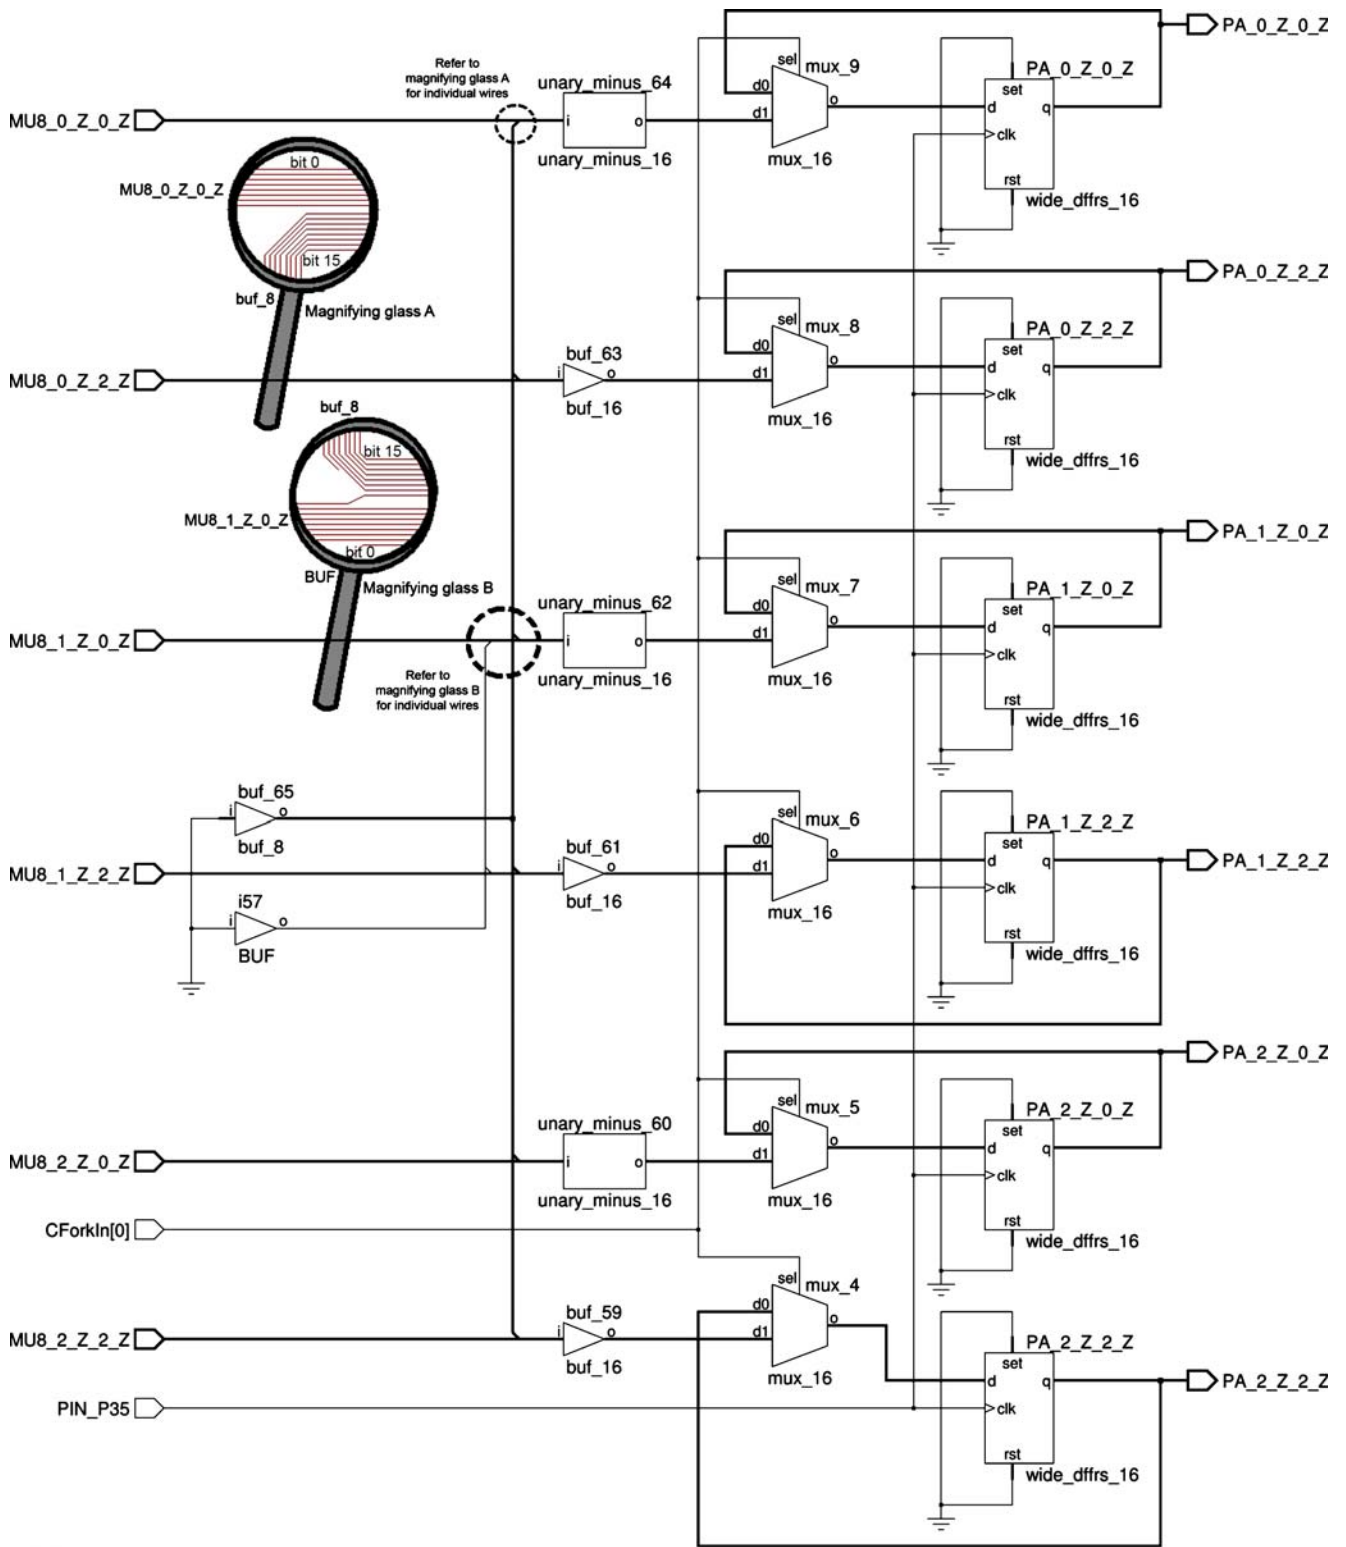 PA_0_Z_0_Z
Refer to
magnifying glass A
for individual wires
unary_minus_64
sel
mux_9
PA_0_Z_0_Z
d0
d1
o
set
d
q
MU8_0_Z_0_Z
i
o
clk
bit 0
unary_minus_16
mux_16
rst
MU8_0_Z_0_Z
wide_dffrs_16
bit 15
buf_8
Magnifying glass A
PA_0_Z_2_Z
sel
mux_8
PA_0_Z_2_Z
buf_63
d0
d1
o
set
d
q
MU8_0_Z_2_Z
i
o
clk
buf_16
mux_16
buf_8
rst
wide_dffrs_16
bit 15
MU8_1_Z_0_Z
bit 0
BUF
Magnifying glass B
PA_1_Z_0_Z
sel
mux_7
PA_1_Z_0_Z
unary_minus_62
d0
d1
o
set
d
q
MU8_1_Z_0_Z
i
o
clk
Refer to
magnifying glass B
for individual wires
unary_minus_16
mux_16
rst
wide_dffrs_16
buf_65
i
o
buf_8
sel
mux_6
PA_1_Z_2_Z
buf_61
d0
d1
o
set
d
q
PA_1_Z_2_Z
MU8_1_Z_2_Z
i
o
clk
buf_16
mux_16
rst
wide_dffrs_16
i57
i
o
BUF
PA_2_Z_0_Z
sel
mux_5
PA_2_Z_0_Z
unary_minus_60
d0
d1
o
set
d
q
MU8_2_Z_0_Z
i
o
clk
unary_minus_16
mux_16
rst
wide_dffrs_16
CForkIn[0]
sel
mux_4
buf_59
d0
d1
o
PA_2_Z_2_Z
MU8_2_Z_2_Z
i
o
set
buf_16
mux_16
d
q
PA_2_Z_2_Z
PIN_P35
clk
rst
wide_dffrs_16